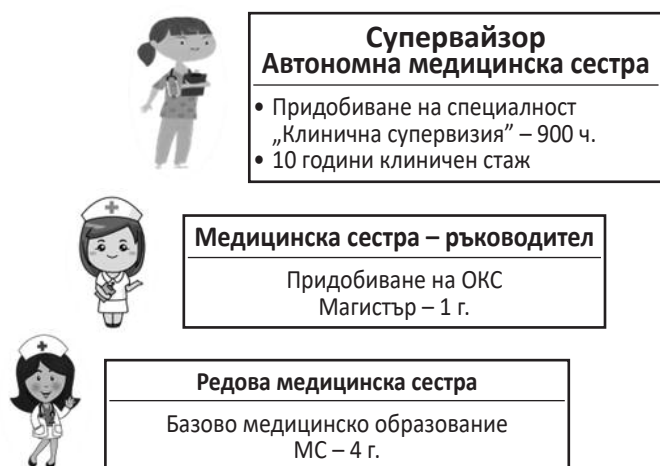 Супервайзор
Автономна медицинска сестра
• Придобиване на специалност
„Клинична супервизия” – 900 ч.
• 10 години клиничен стаж
Медицинска сестра – ръководител
Придобиване на ОКС
Магистър – 1 г.
Редова медицинска сестра
Базово медицинско образование
МС – 4 г.